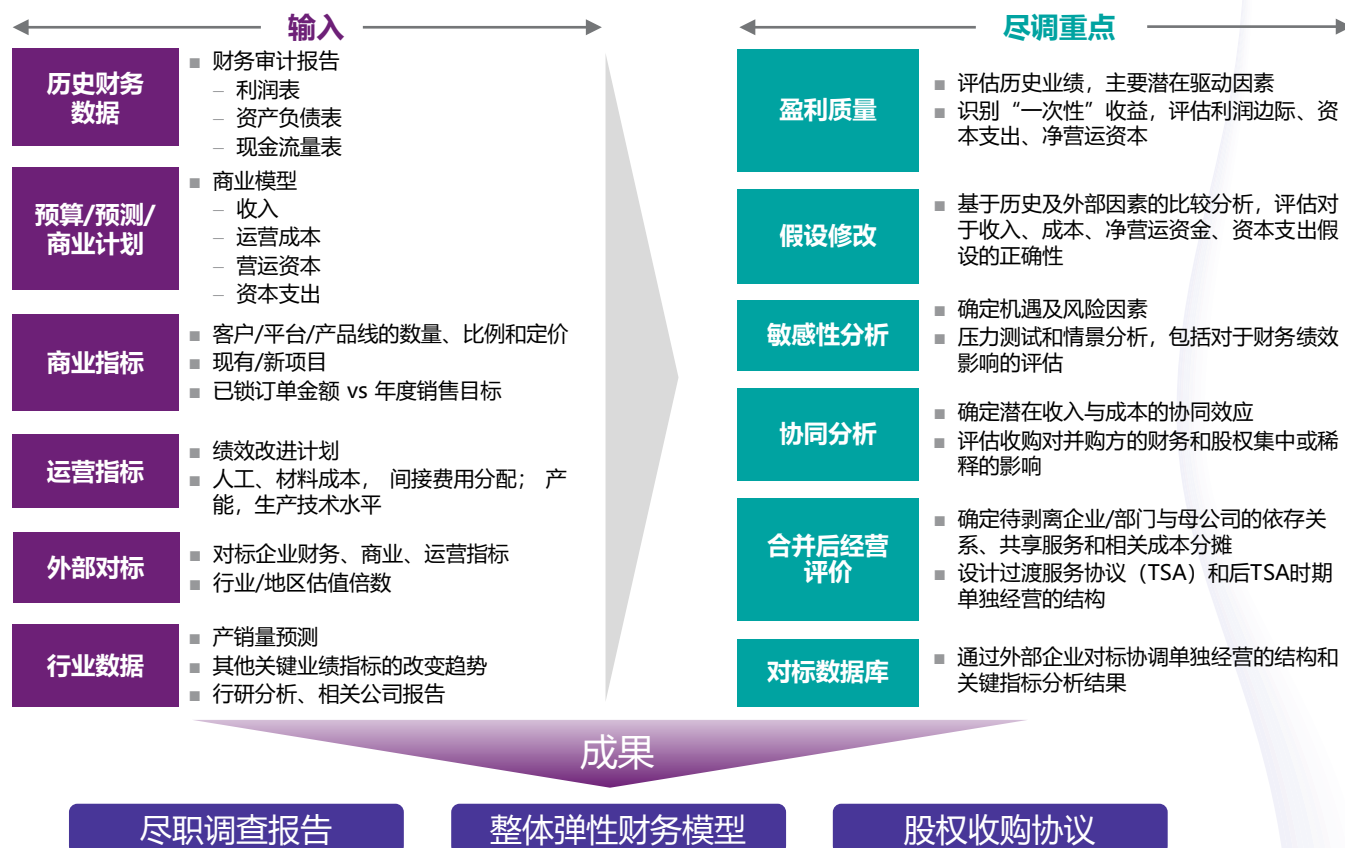 输入
历史财务
数据
■ 财务审计报告
– 利润表
– 资产负债表
– 现金流量表
预算/预测/
商业计划
■ 商业模型
– 收入
– 运营成本
– 营运资本
– 资本支出
商业指标
■ 客户/平台/产品线的数量、比例和定价
■ 现有/新项目
■ 已锁订单金额 vs 年度销售目标
运营指标
■ 绩效改进计划
■ 人工、材料成本， 间接费用分配； 产
能，生产技术水平
外部对标
■ 对标企业财务、商业、运营指标
■ 行业/地区估值倍数
行业数据
■ 产销量预测
■ 其他关键业绩指标的改变趋势
■ 行研分析、相关公司报告
尽调重点
盈利质量
■ 评估历史业绩，主要潜在驱动因素
■ 识别“一次性”收益，评估利润边际、资
本支出、净营运资本
假设修改
■ 基于历史及外部因素的比较分析，评估对
于收入、成本、净营运资金、资本支出假
设的正确性
敏感性分析
■ 确定机遇及风险因素
■ 压力测试和情景分析，包括对于财务绩效
影响的评估
协同分析
■ 确定潜在收入与成本的协同效应
■ 评估收购对并购方的财务和股权集中或稀
释的影响
合并后经营
评价
■ 确定待剥离企业/部门与母公司的依存关
系、共享服务和相关成本分摊
■ 设计过渡服务协议（TSA）和后TSA时期
单独经营的结构
对标数据库
■ 通过外部企业对标协调单独经营的结构和
关键指标分析结果
成果
尽职调查报告
整体弹性财务模型
股权收购协议